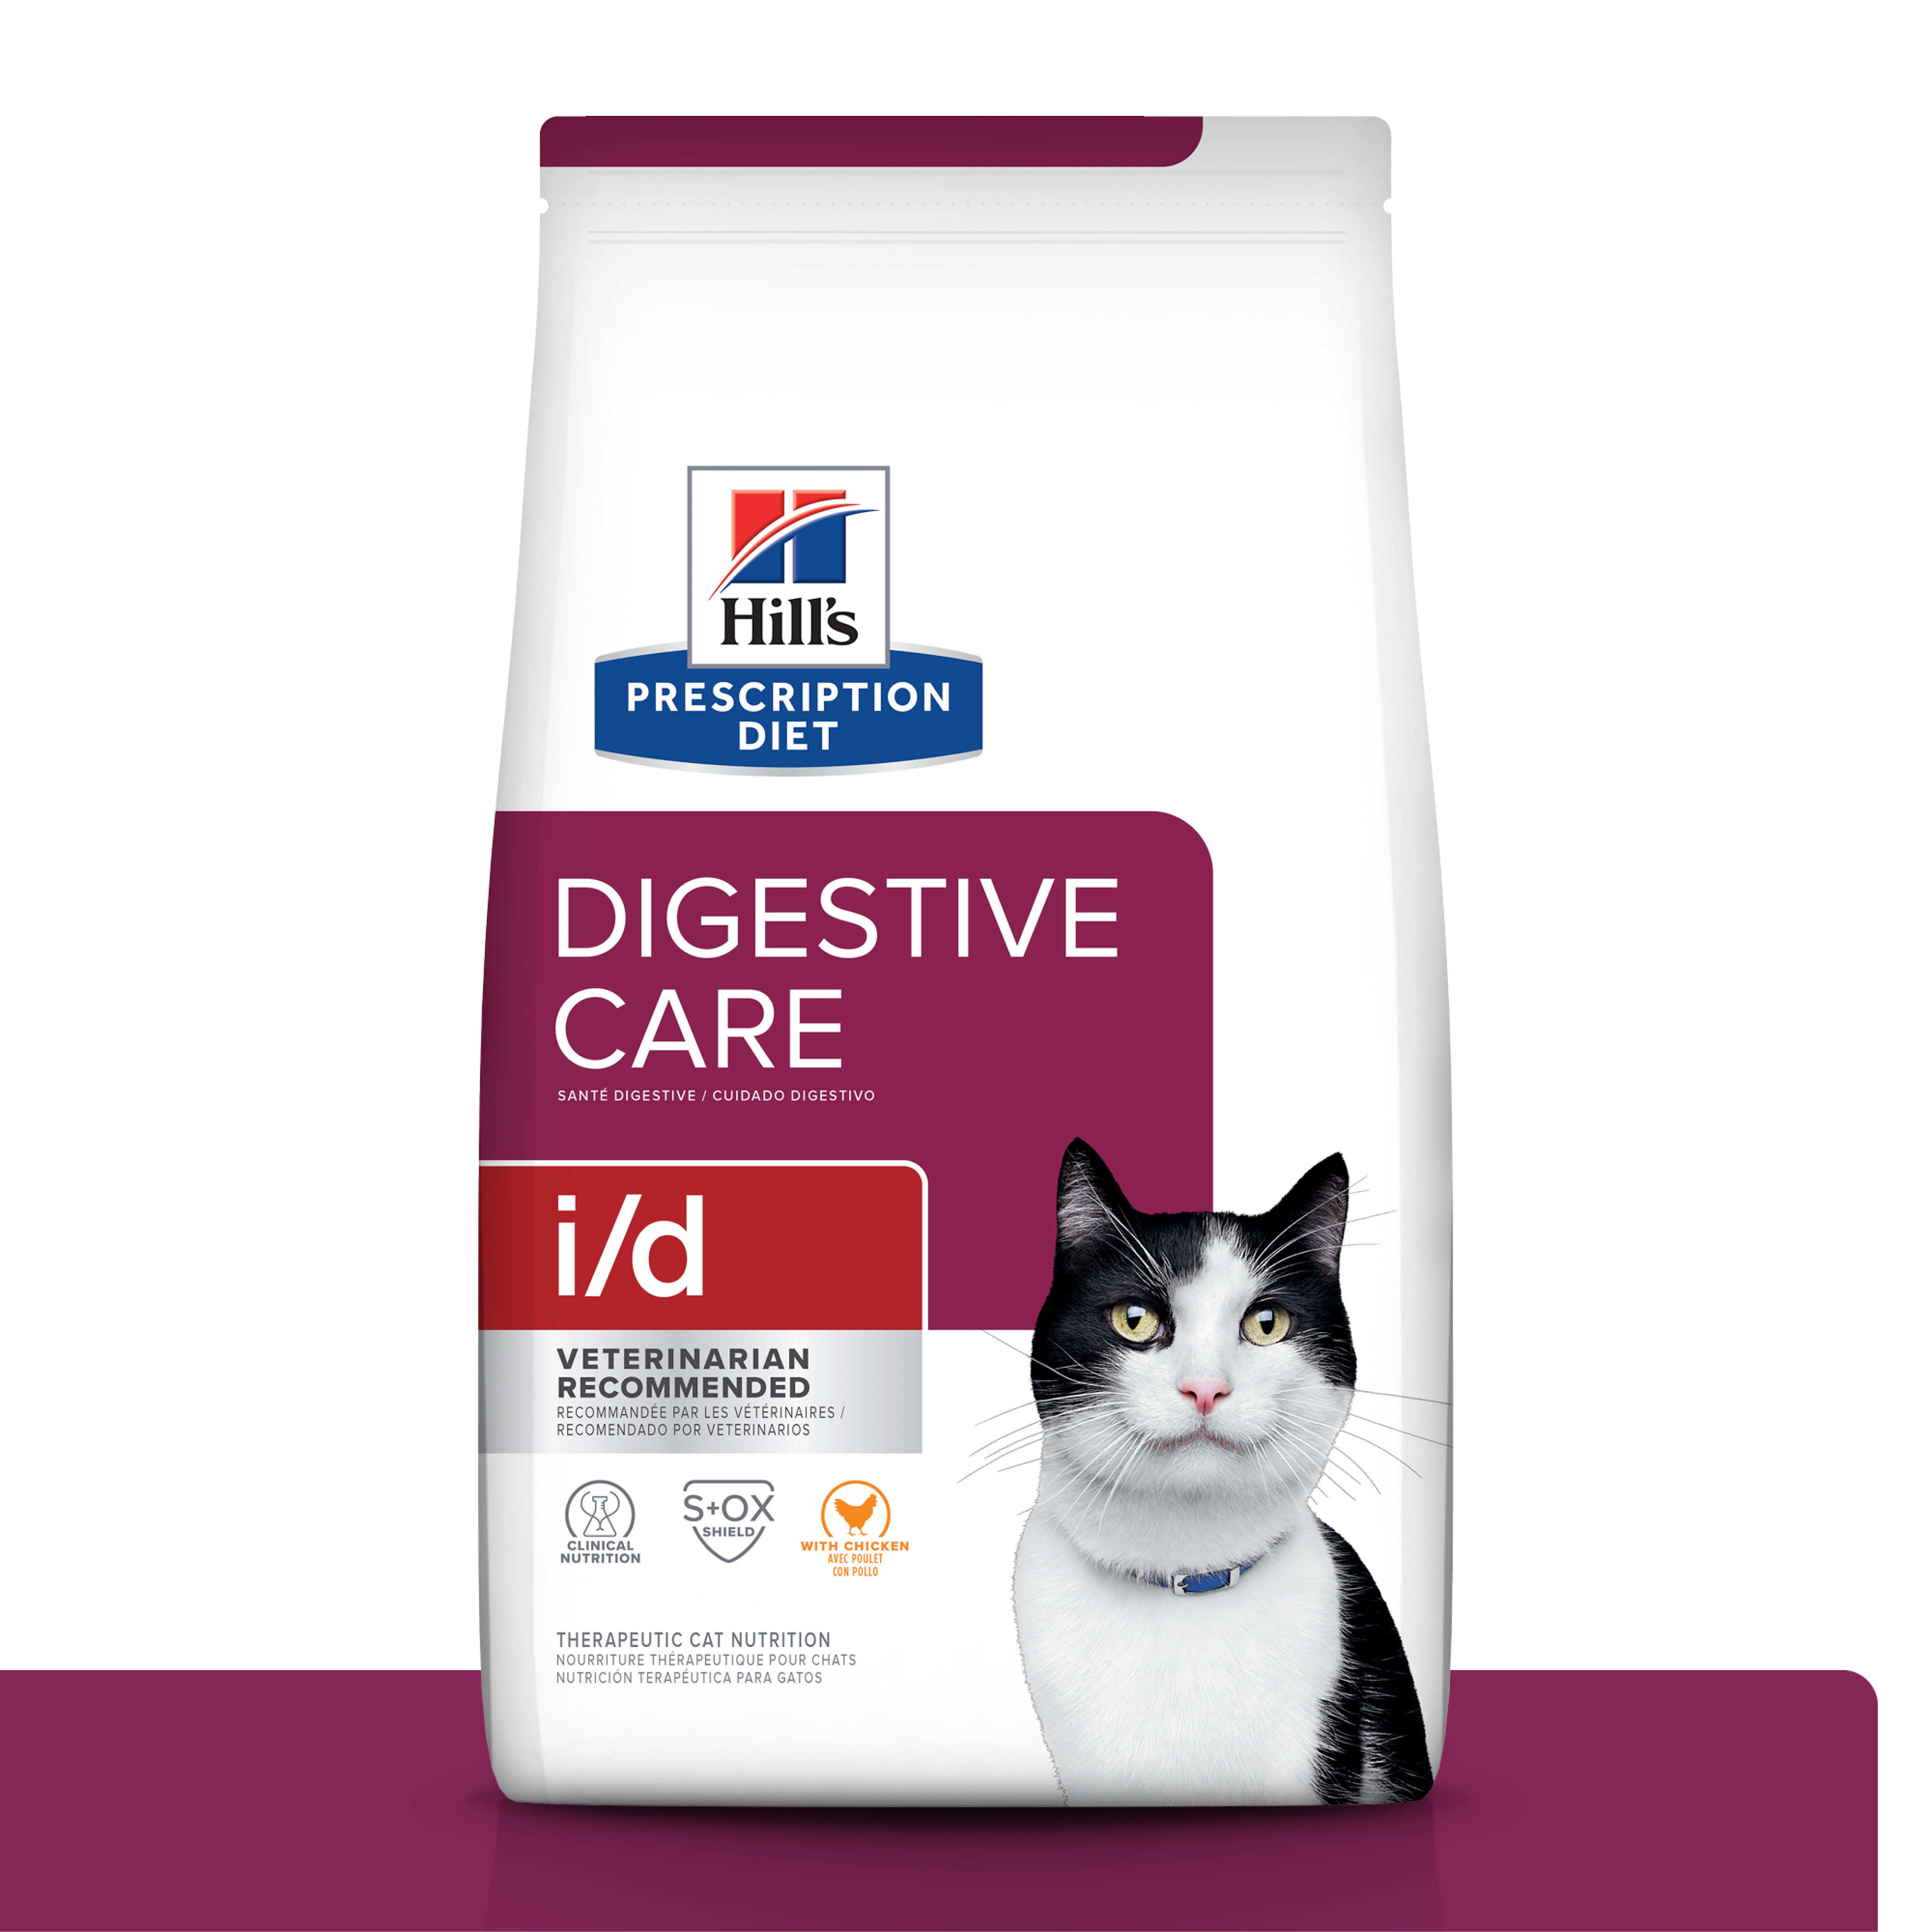 Hill's
PRESCRIPTION
DIET
DIGESTIVE
CARE
SANTÉ DIGESTIVE / CUIDADO DIGESTIVO
i/d
VETERINARIAN
RECOMMENDED
RECOMMANDÉE PAR LES VÉTÉRINAIRES /
RECOMENDADO POR VETERINARIOS
CLINICAL
NUTRITION
S+OX
SHIELD
WITH CHICKEN
AVEC POULET
CON POLLO
THERAPEUTIC CAT NUTRITION
NOURRITURE THÉRAPEUTIQUE POUR CHATS
NUTRICIÓN TERAPÉUTICA PARA GATOS